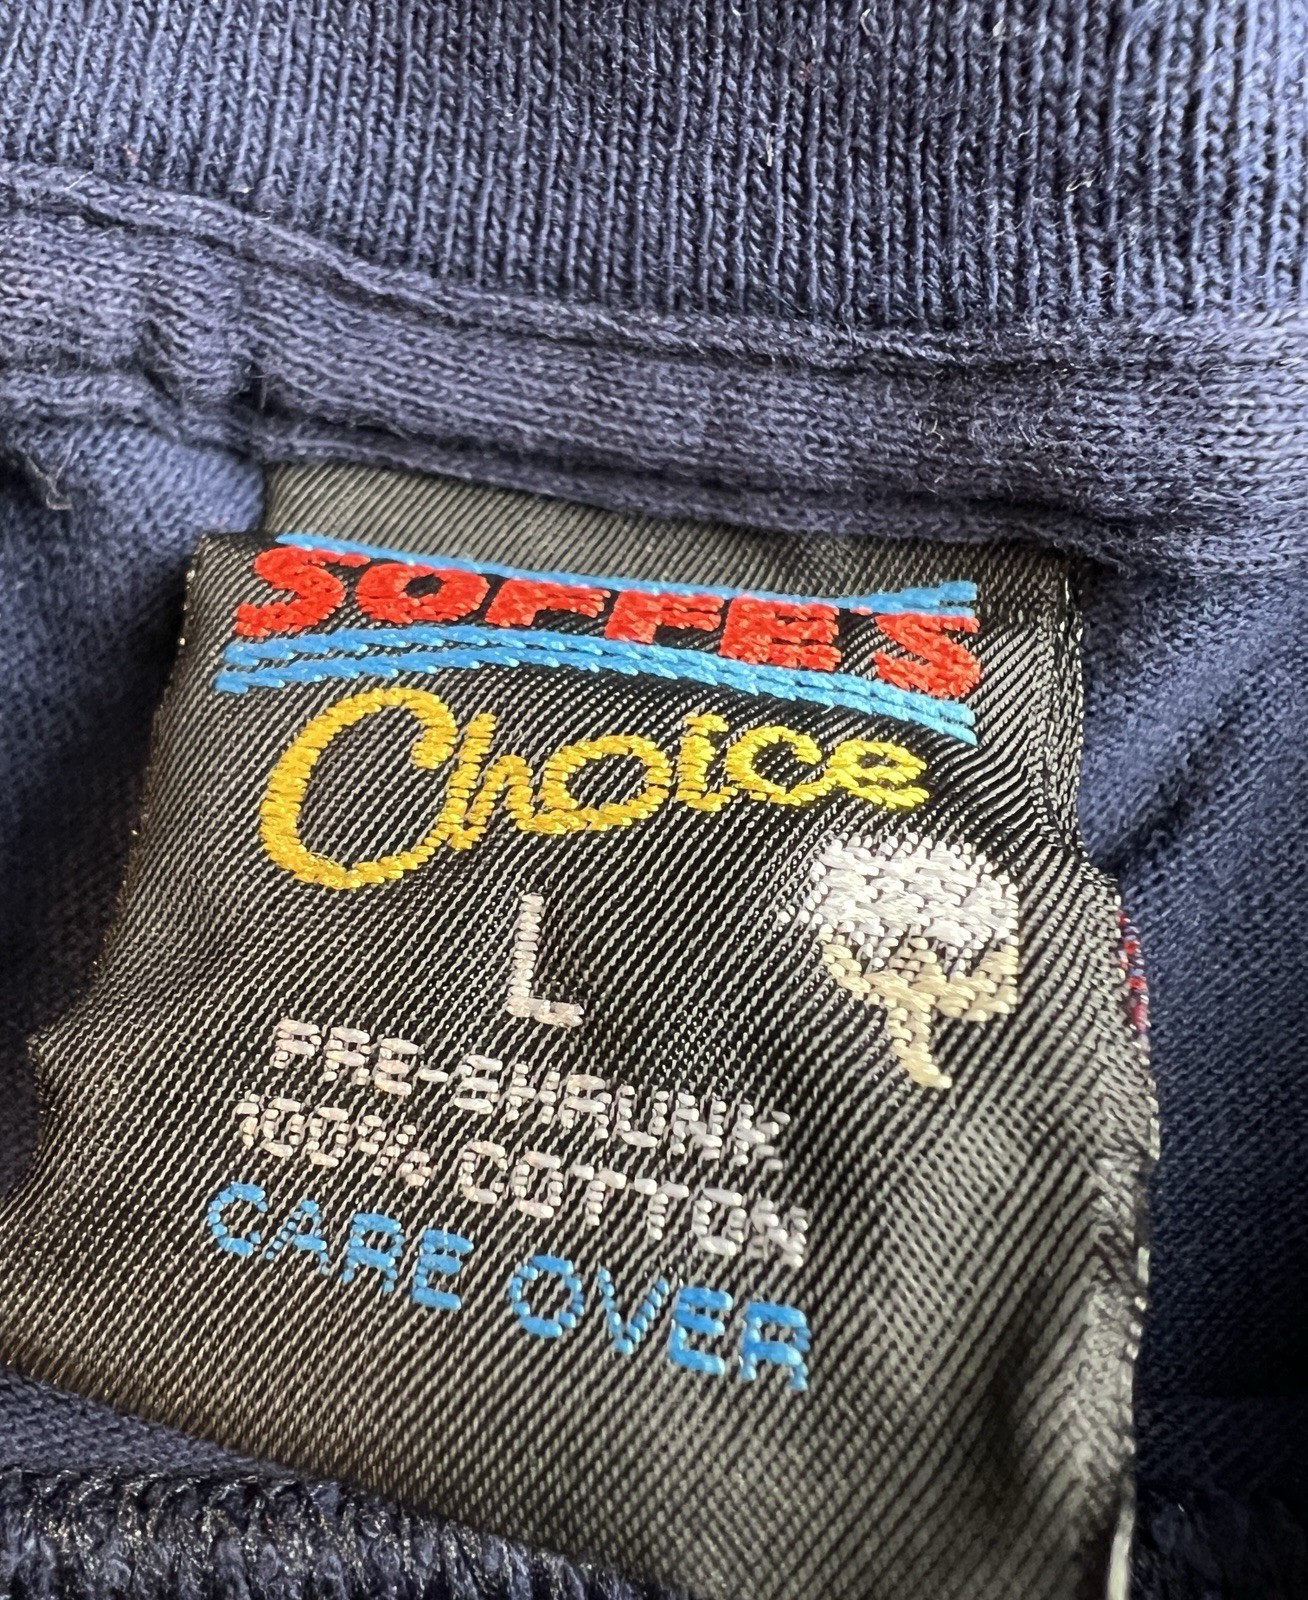 SOFFE'S
Choice
L
PRE-SHRUNK
100% COTTON
CARE OVER